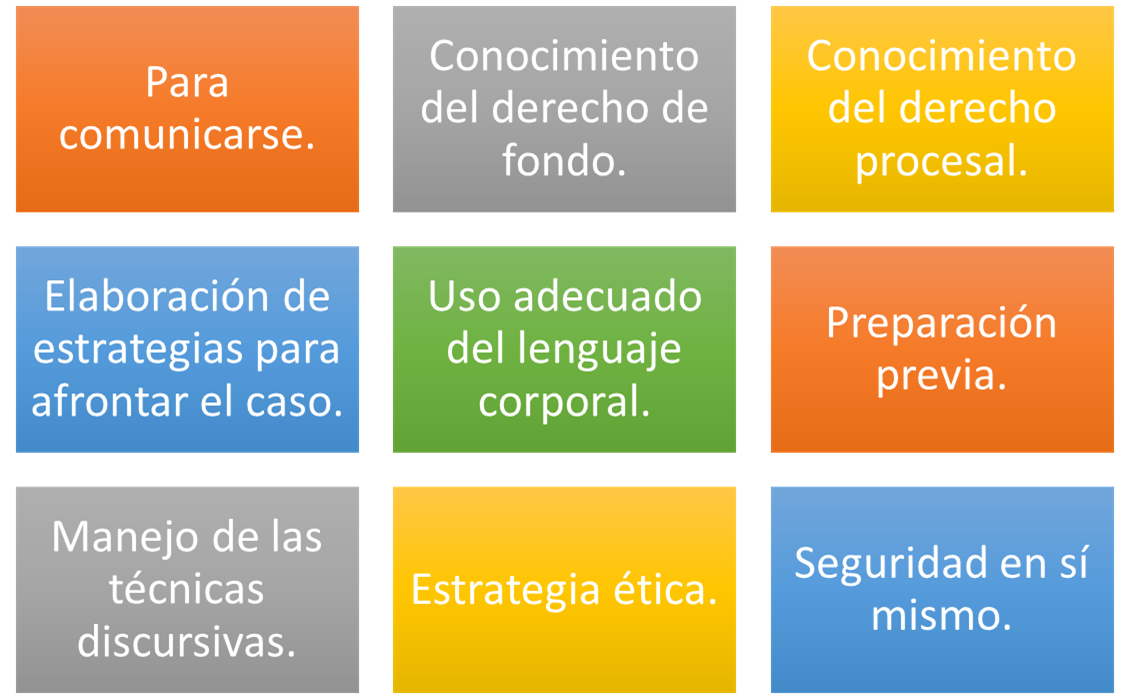 Para
comunicarse.
Conocimiento
del derecho de
fondo.
Conocimiento
del derecho
procesal.
Elaboración de
estrategias para
afrontar el caso.
Uso adecuado
del lenguaje
corporal.
Preparación
previa.
Manejo de las
técnicas
discursivas.
Estrategia ética.
Seguridad en sí
mismo.